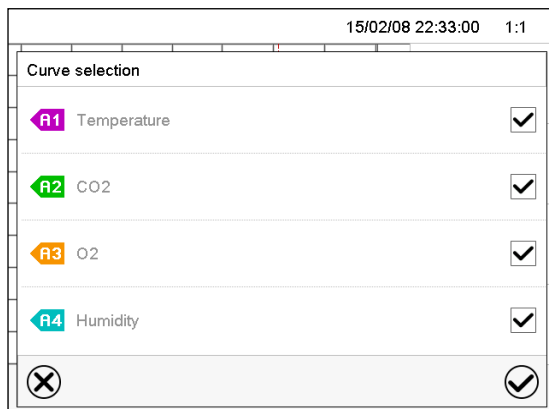 15/02/08 22:33:00 1:1
Curve selection
A1 Temperature
A2 CO2
A3 O2
A4 Humidity